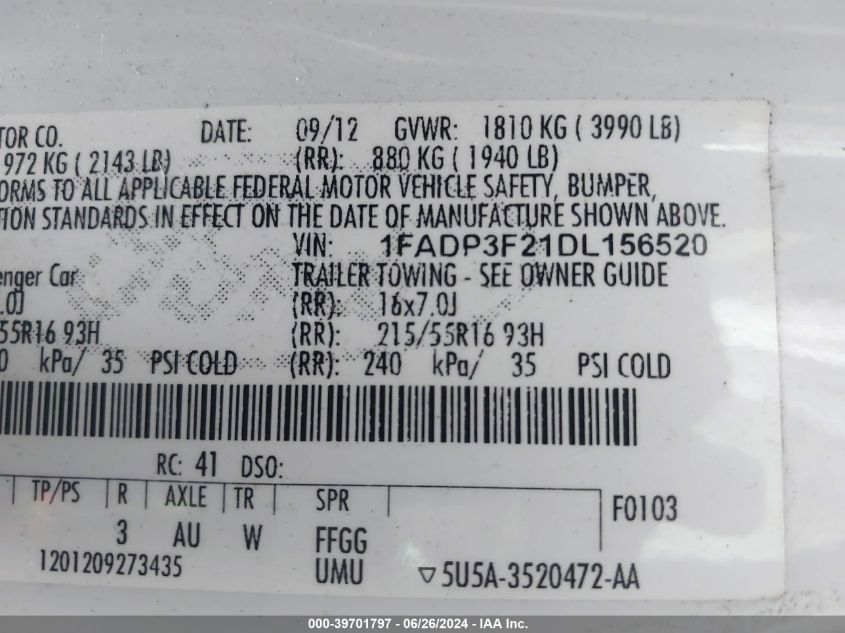 TOR CO. DATE: 09/12 GVWR: 1810 KG ( 3990 LB)
972 KG ( 2143 LB) (RR): 880 KG ( 1940 LB)
ORMS TO ALL APPLICABLE FEDERAL MOTOR VEHICLE SAFETY, BUMPER,
TION STANDARDS IN EFFECT ON THE DATE OF MANUFACTURE SHOWN ABOVE.
VIN: 1FADP3F21DL156520
enger Car TRAILER TOWING - SEE OWNER GUIDE
.0J (RR): 16x7.0J
55R16 93H (RR): 215/55R16 93H
0 kPa/ 35 PSI COLD (RR): 240 kPa/ 35 PSI COLD
RC: 41 DSO:
TP/PS R AXLE TR SPR F0103
3 AU W FFGG
1201209273435 UMU 5U5A-3520472-AA
000-39701797 / 06/26/2024 - IAA Inc.